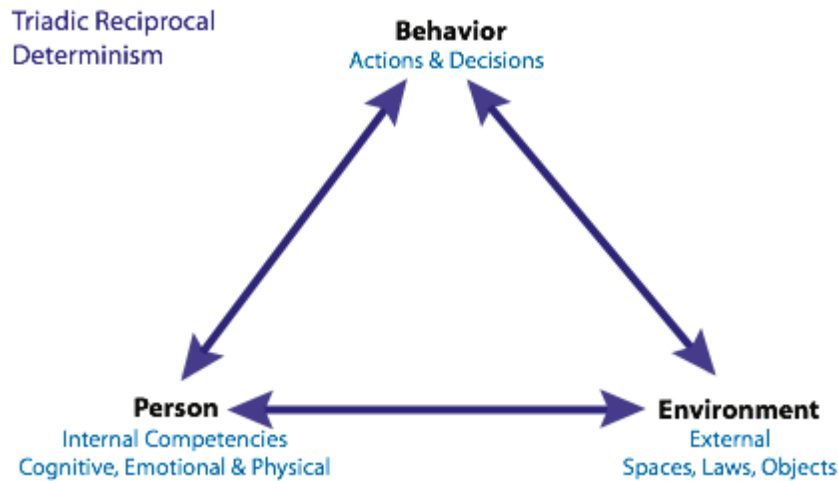 Triadic Reciprocal
Determinism
Behavior
Actions & Decisions
Person
Internal Competencies
Cognitive, Emotional & Physical
Environment
External
Spaces, Laws, Objects